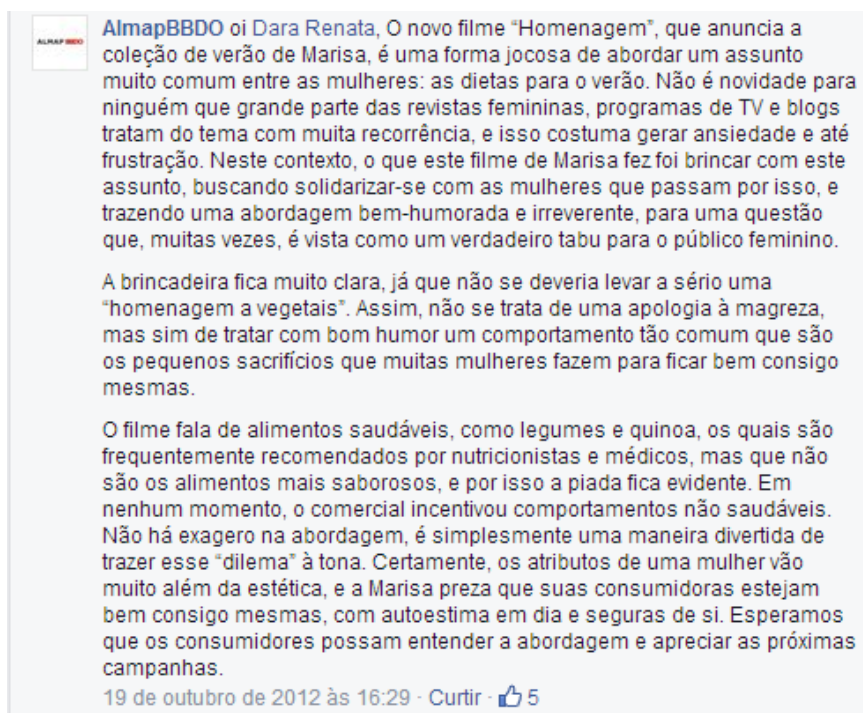 ALMAP BBDO
AlmapBBDO oi Dara Renata, O novo filme “Homenagem”, que anuncia a
coleção de verão de Marisa, é uma forma jocosa de abordar um assunto
muito comum entre as mulheres: as dietas para o verão. Não é novidade para
ninguém que grande parte das revistas femininas, programas de TV e blogs
tratam do tema com muita recorrência, e isso costuma gerar ansiedade e até
frustração. Neste contexto, o que este filme de Marisa fez foi brincar com este
assunto, buscando solidarizar-se com as mulheres que passam por isso, e
trazendo uma abordagem bem-humorada e irreverente, para uma questão
que, muitas vezes, é vista como um verdadeiro tabu para o público feminino.
A brincadeira fica muito clara, já que não se deveria levar a sério uma
“homenagem a vegetais”. Assim, não se trata de uma apologia à magreza,
mas sim de tratar com bom humor um comportamento tão comum que são
os pequenos sacrifícios que muitas mulheres fazem para ficar bem consigo
mesmas.
O filme fala de alimentos saudáveis, como legumes e quinoa, os quais são
frequentemente recomendados por nutricionistas e médicos, mas que não
são os alimentos mais saborosos, e por isso a piada fica evidente. Em
nenhum momento, o comercial incentivou comportamentos não saudáveis.
Não há exagero na abordagem, é simplesmente uma maneira divertida de
trazer esse “dilema” à tona. Certamente, os atributos de uma mulher vão
muito além da estética, e a Marisa preza que suas consumidoras estejam
bem consigo mesmas, com autoestima em dia e seguras de si. Esperamos
que os consumidores possam entender a abordagem e apreciar as próximas
campanhas.
19 de outubro de 2012 às 16:29 · Curtir · 5